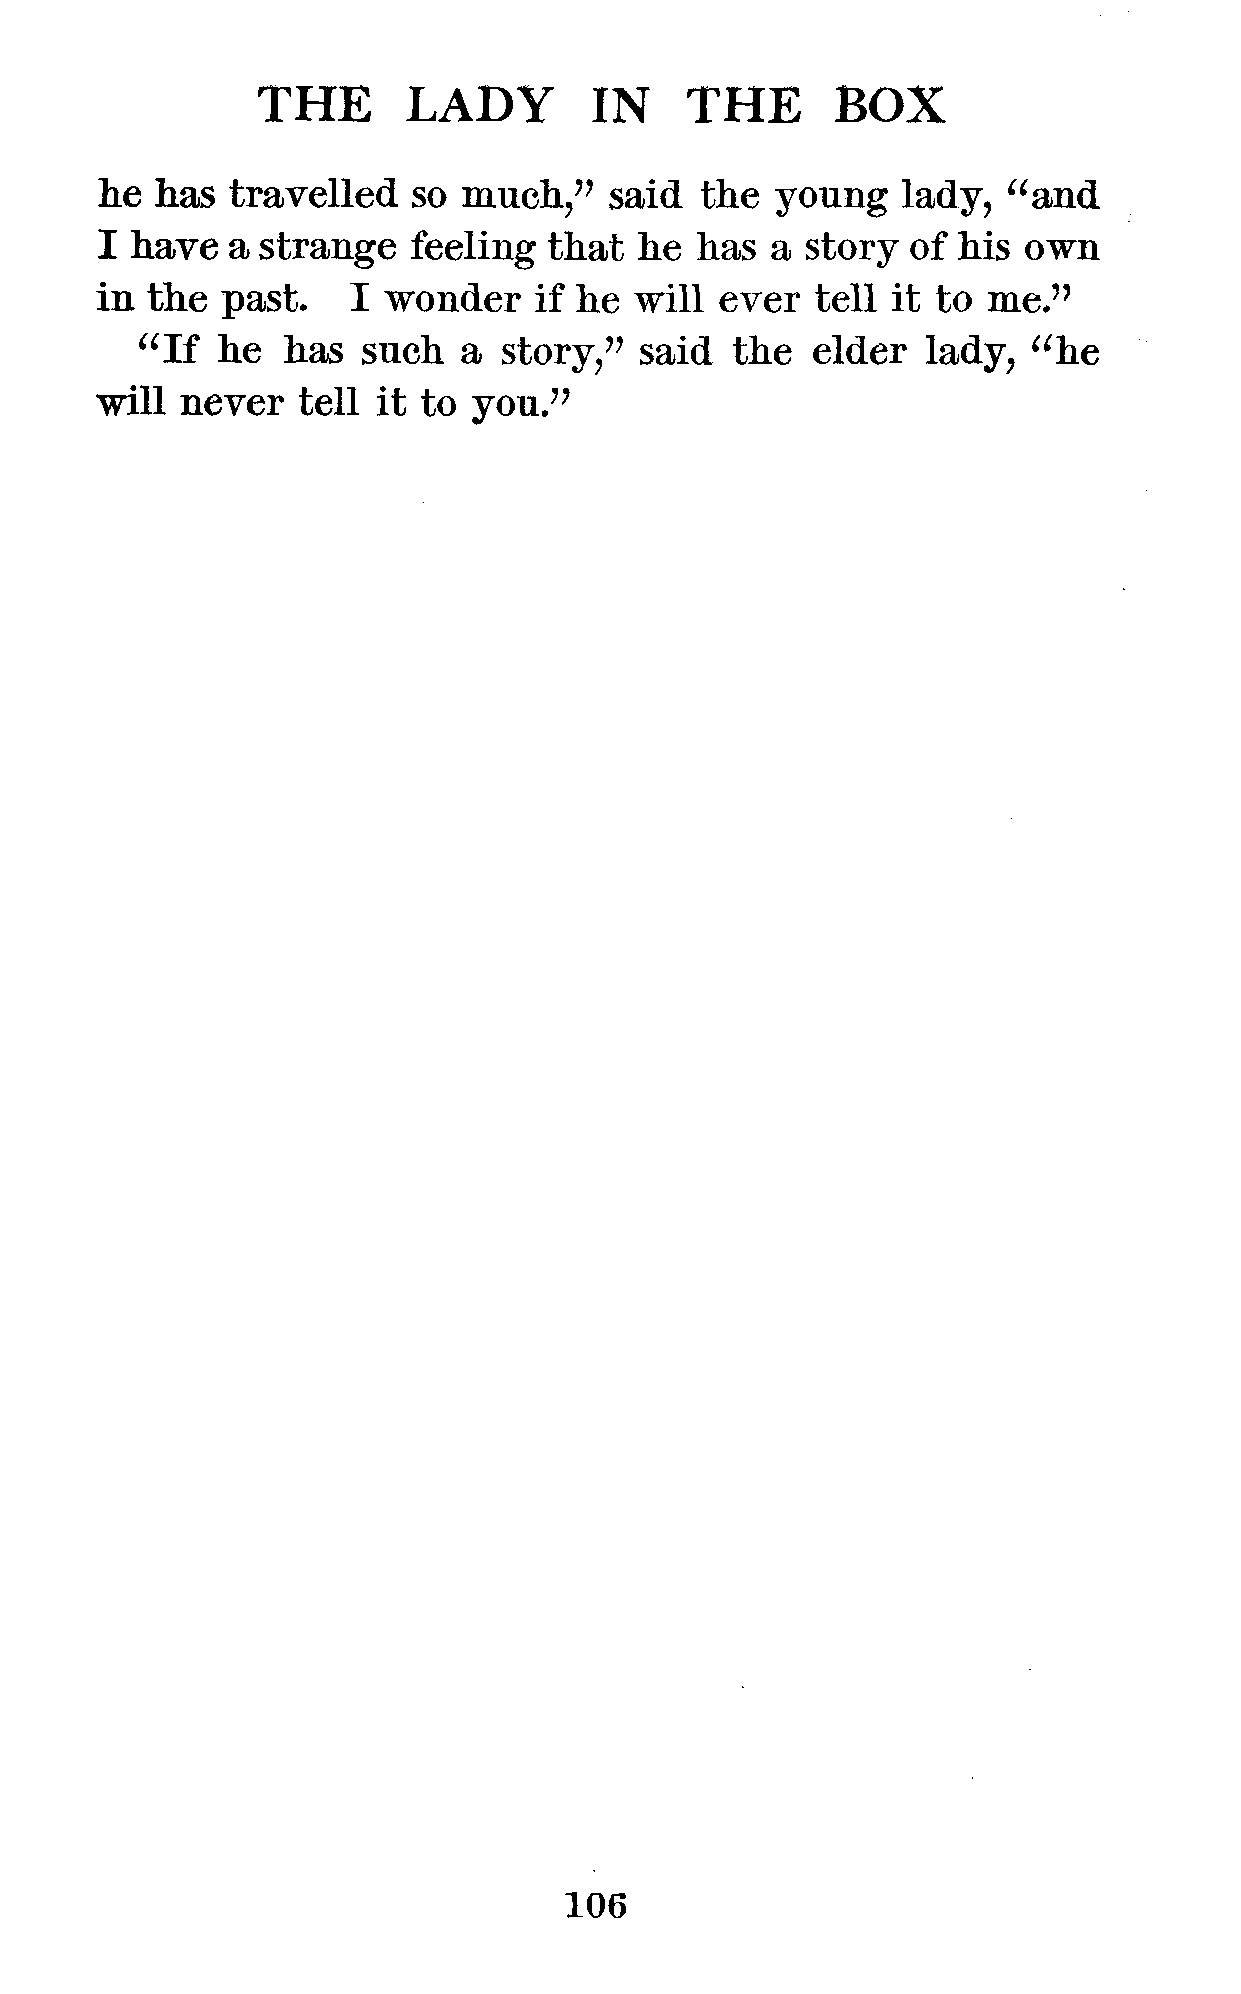 THE LADY IN THE BOX
he has travelled so much,” said the young lady, “and
I have a strange feeling that he has a story of his own
in the past. I wonder if he will ever tell it to me.”
“If he has such a story,” said the elder lady, “he
will never tell it to you.”
106